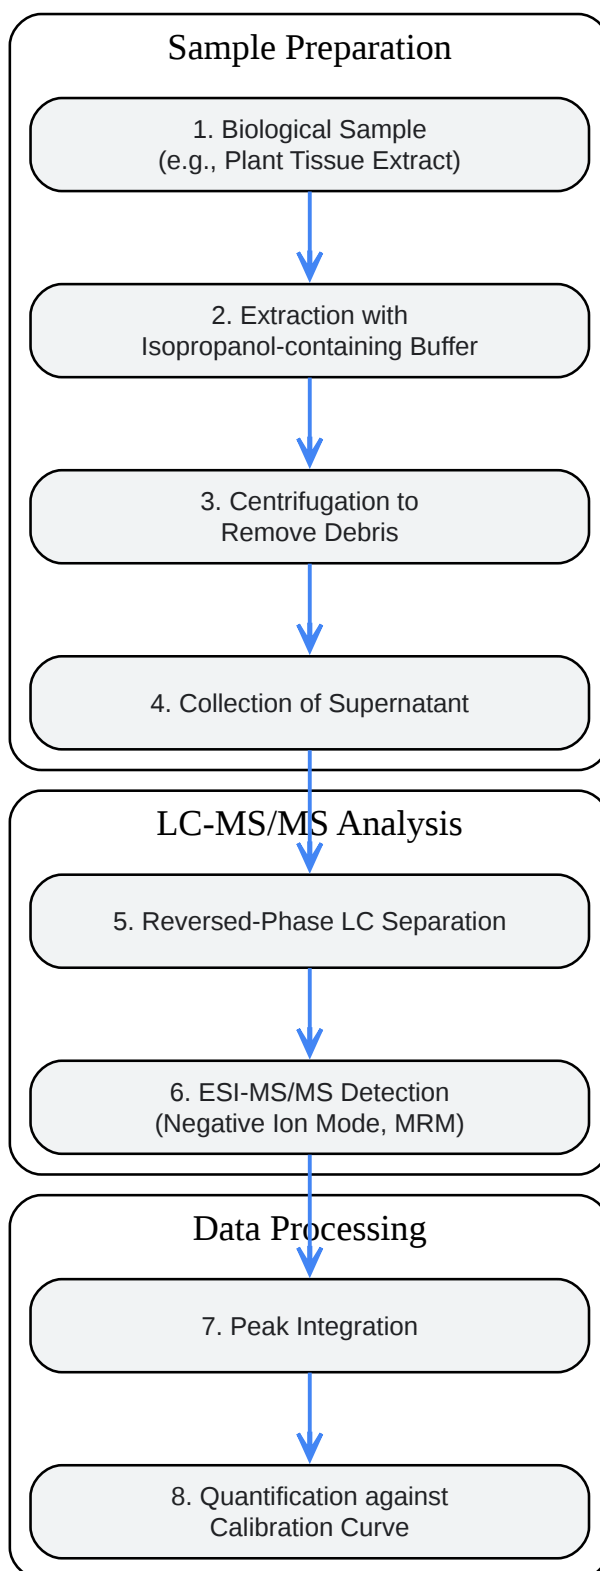 Sample Preparation
1. Biological Sample
(e.g., Plant Tissue Extract)
2. Extraction with
Isopropanol-containing Buffer
3. Centrifugation to
Remove Debris
4. Collection of Supernatant
LC-MS/MS Analysis
5. Reversed-Phase LC Separation
6. ESI-MS/MS Detection
(Negative Ion Mode, MRM)
Data Processing
7. Peak Integration
8. Quantification against
Calibration Curve